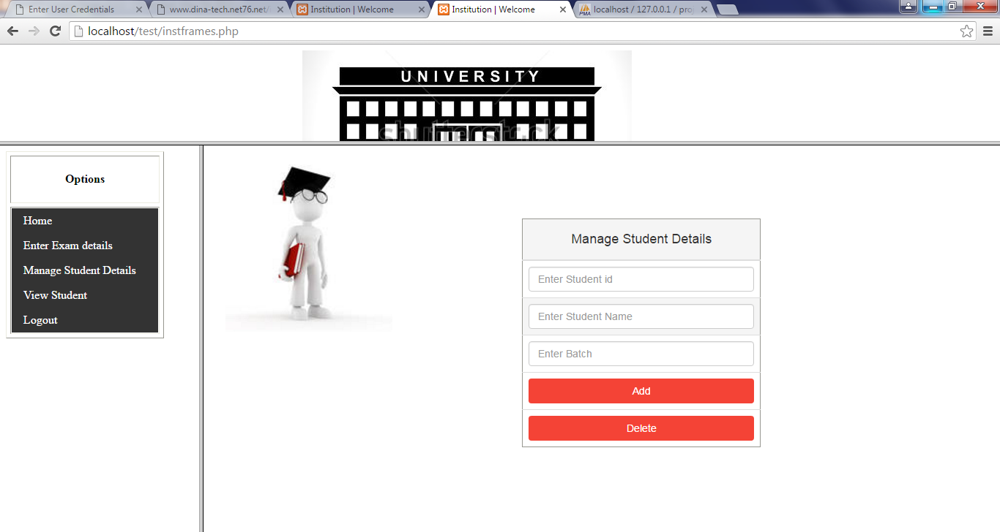 Enter User Credentials
www.dina-tech.net76.net/
Institution | Welcome
Institution | Welcome
localhost / 127.0.0.1 / proj
PMA
localhost/test/instframes.php
UNIVERSITY
shutterstock
Options
Home
Enter Exam details
Manage Student Details
View Student
Logout
Manage Student Details
Enter Student id
Enter Student Name
Enter Batch
Add
Delete